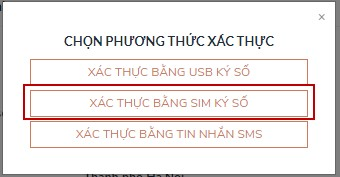 ×
CHỌN PHƯƠNG THỨC XÁC THỰC
XÁC THỰC BẰNG USB KÝ SỐ
XÁC THỰC BẰNG SIM KÝ SỐ
XÁC THỰC BẰNG TIN NHẮN SMS